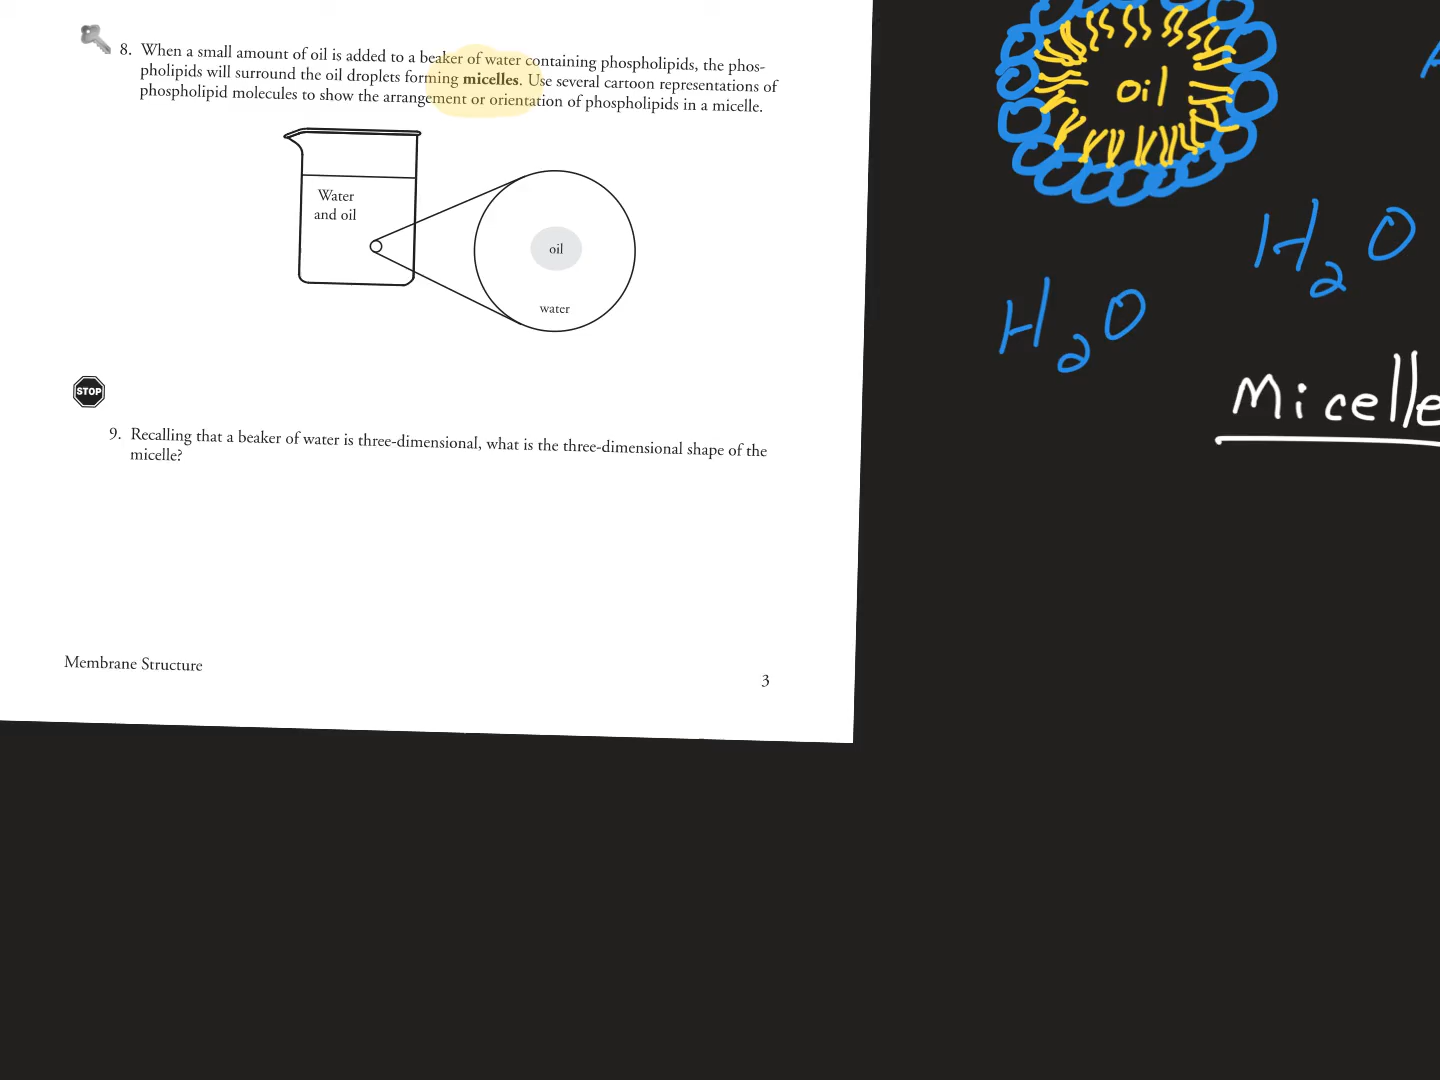 8. When a small amount of oil is added to a beaker of water containing phospholipids, the phos-
pholipids will surround the oil droplets forming micelles. Use several cartoon representations of
phospholipid molecules to show the arrangement or orientation of phospholipids in a micelle.
Water
and oil
oil
water
STOP
9. Recalling that a beaker of water is three-dimensional, what is the three-dimensional shape of the
micelle?
Membrane Structure
3
oil
H2O
H2O
Micelle